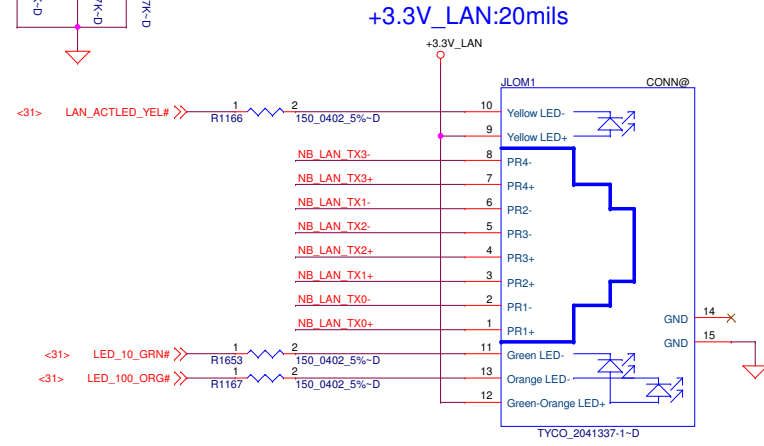 K~D
7K~D
+3.3V_LAN:20mils
+3.3V_LAN
JLOM1 CONN@
<31> LAN_ACTLED_YEL# 1 R1166 2 150_0402_5%~D 10 Yellow LED-
9 Yellow LED+
NB_LAN_TX3- 8 PR4-
NB_LAN_TX3+ 7 PR4+
NB_LAN_TX1- 6 PR2-
NB_LAN_TX2- 5 PR3-
NB_LAN_TX2+ 4 PR3+
NB_LAN_TX1+ 3 PR2+
NB_LAN_TX0- 2 PR1-
NB_LAN_TX0+ 1 PR1+
GND 14
GND 15
<31> LED_10_GRN# 1 R1653 2 150_0402_5%~D 11 Green LED-
<31> LED_100_ORG# 1 R1167 2 150_0402_5%~D 13 Orange LED-
12 Green-Orange LED+
TYCO_2041337-1~D